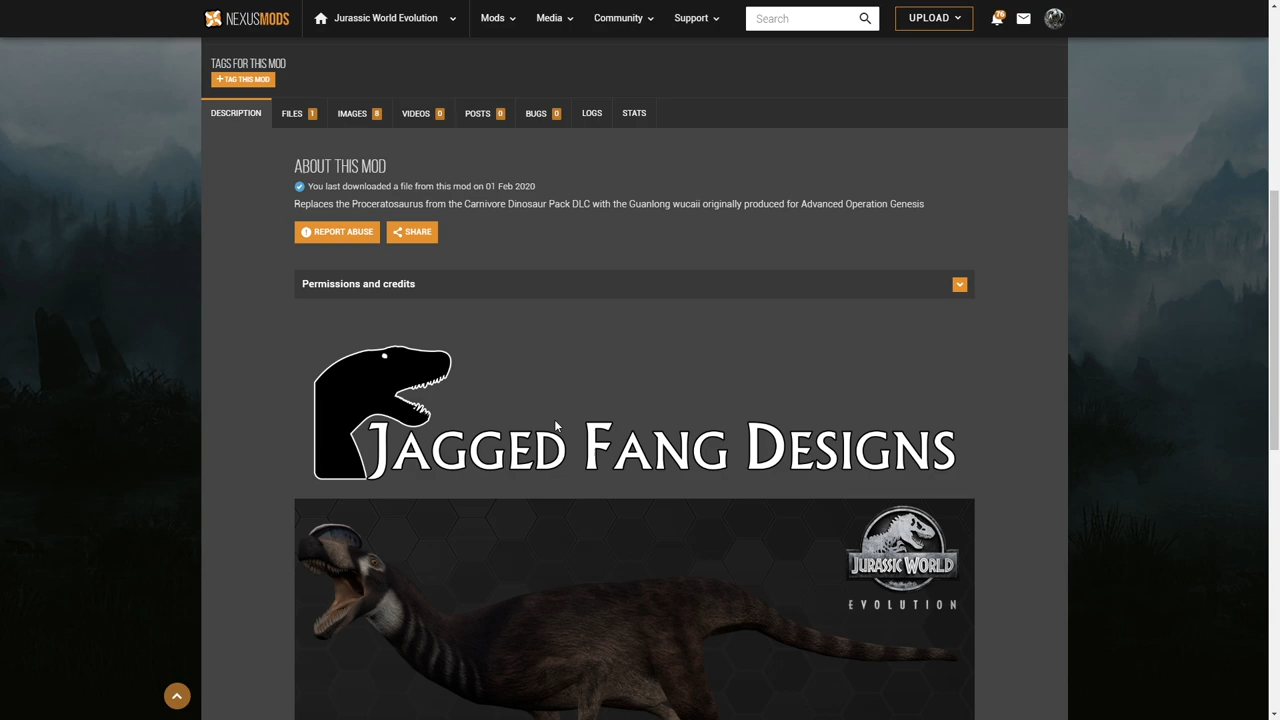 NEXUSMODS Jurassic World Evolution Mods Media Community Support Search UPLOAD 76
TAGS FOR THIS MOD
+ TAG THIS MOD
DESCRIPTION FILES 1 IMAGES 8 VIDEOS 0 POSTS 0 BUGS 0 LOGS STATS
ABOUT THIS MOD
You last downloaded a file from this mod on 01 Feb 2020
Replaces the Proceratosaurus from the Carnivore Dinosaur Pack DLC with the Guanlong wucaii originally produced for Advanced Operation Genesis
REPORT ABUSE SHARE
Permissions and credits
JAGGED FANG DESIGNS
JURASSIC WORLD
EVOLUTION